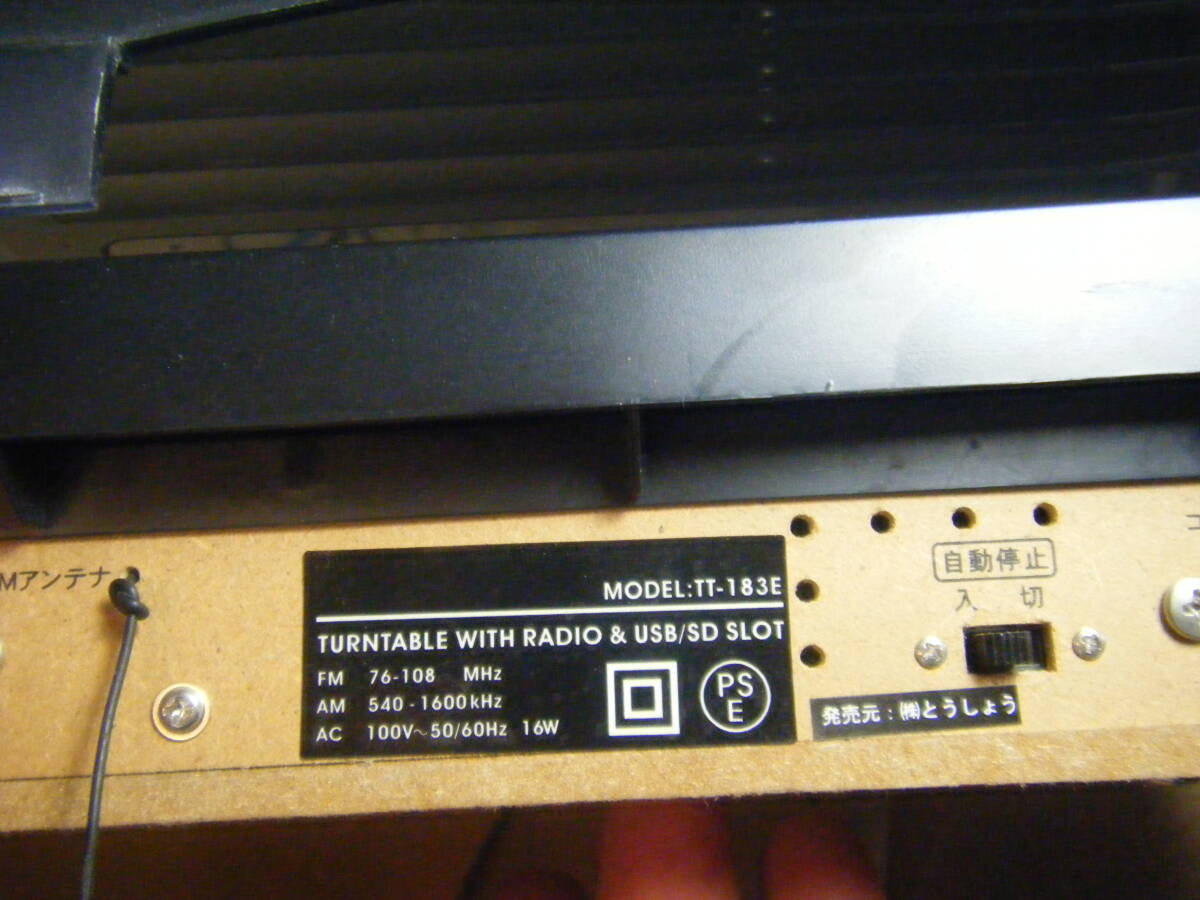 Mアンテナ
MODEL:TT-183E
TURNTABLE WITH RADIO & USB/SD SLOT
FM 76-108 MHz
AM 540-1600kHz
AC 100V～50/60Hz 16W
PS
E
自動停止
入 切
発売元:㈱とうしょう